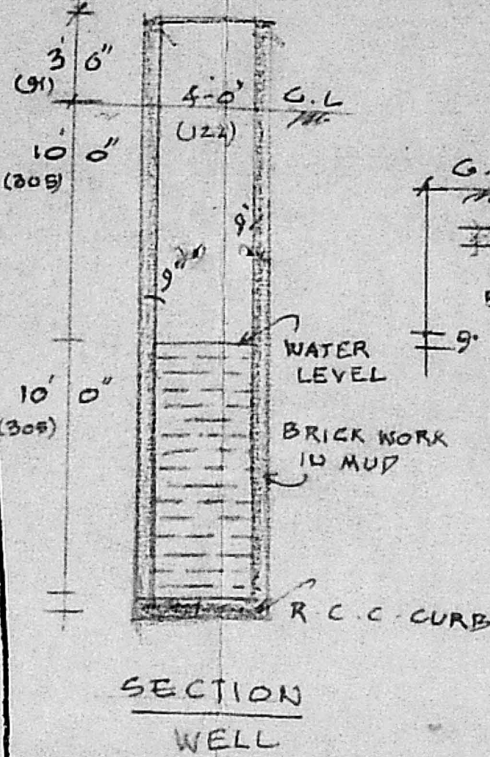 3' 0"
(91)
4'-0"
(122)
G.L
10' 0"
(305)
G.
9"
9"
9"
WATER
LEVEL
10' 0"
(305)
BRICK WORK
IN MUD
R C C CURB
SECTION
WELL